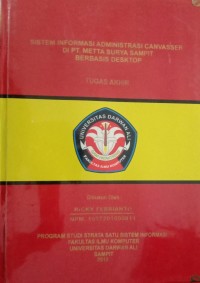 SISTEM INFORMASI ADMINISTRASI CANVASSER
DI PT. METTA SURYA SAMPIT
BERBASIS DESKTOP
TUGAS AKHIR
UNIVERSITAS DARWAN ALI
Disusun Oleh
PROGRAM STUDI STRATA SATU SISTEM INFORMASI
FAKULTAS ILMU KOMPUTER
UNIVERSITAS DARWAN ALI
SAMPIT